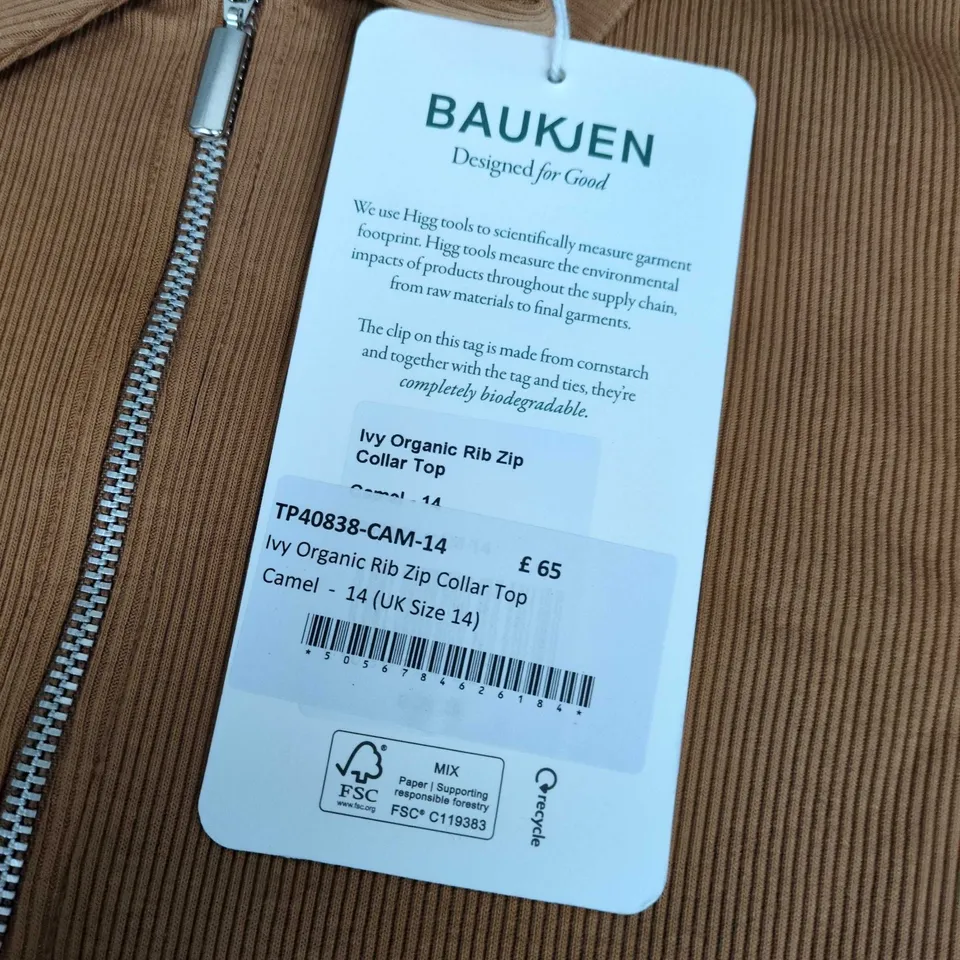 BAUKJEN
Designed for Good
We use Higg tools to scientifically measure garment
footprint. Higg tools measure the environmental
impacts of products throughout the supply chain,
from raw materials to final garments.
The clip on this tag is made from cornstarch
and together with the tag and ties, they're
completely biodegradable.
Ivy Organic Rib Zip
Collar Top
Camel - 14
TP40838-CAM-14
£ 65
Ivy Organic Rib Zip Collar Top
Camel - 14 (UK Size 14)
*5056784626184*
FSC®
www.fsc.org
MIX
Paper | Supporting
responsible forestry
FSC® C119383
recycle